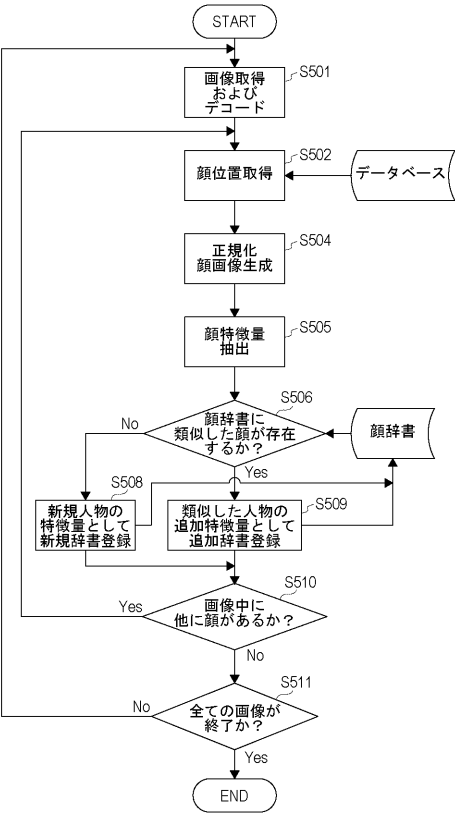 START
S501
画像取得
および
デコード
S502
顔位置取得
データベース
S504
正規化
顔画像生成
S505
顔特徴量
抽出
S506
顔辞書に
類似した顔が存在
するか？
顔辞書
No
Yes
S508
新規人物の
特徴量として
新規辞書登録
S509
類似した人物の
追加特徴量として
追加辞書登録
S510
Yes
画像中に
他に顔があるか？
No
S511
No
全ての画像が
終了か？
Yes
END